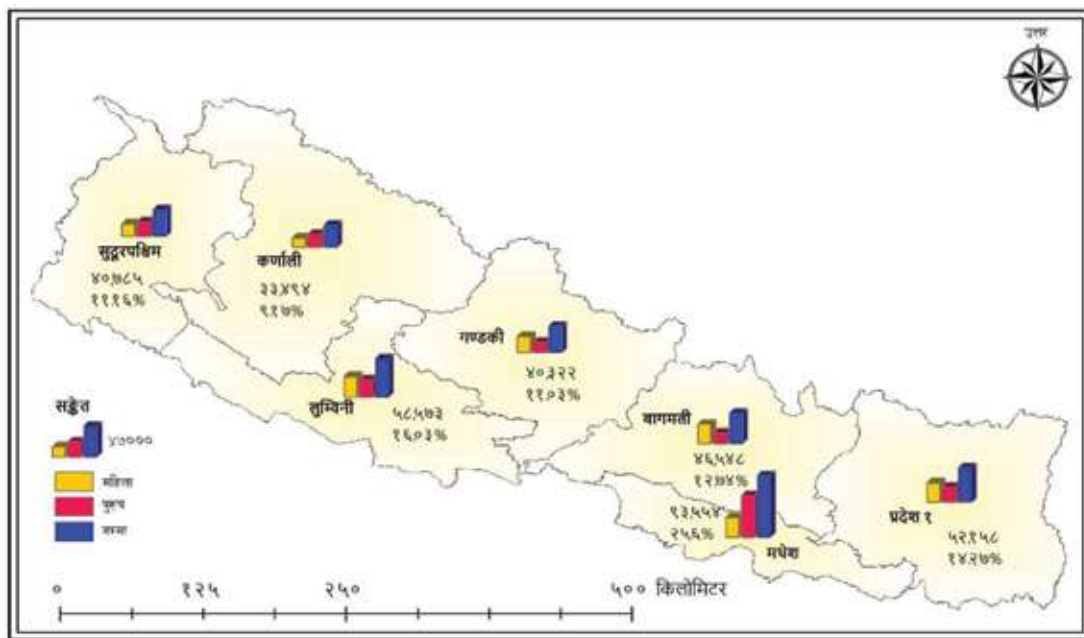 उत्तर
सुदूरपश्चिम
४०,७८५
११.१६%
कर्णाली
३३,४९४
९.१७%
गण्डकी
४०,३२२
११.०३%
लुम्विनी
५८,५७३
१६.०३%
बागमती
४६,५४८
१२.७४%
९३,५५४
२५.६%
मधेश
प्रदेश १
५२,१५८
१४.२७%
सङ्केत
४७०००
महिला
पुरुष
जम्मा
० १२५ २५० ५०० किलोमिटर